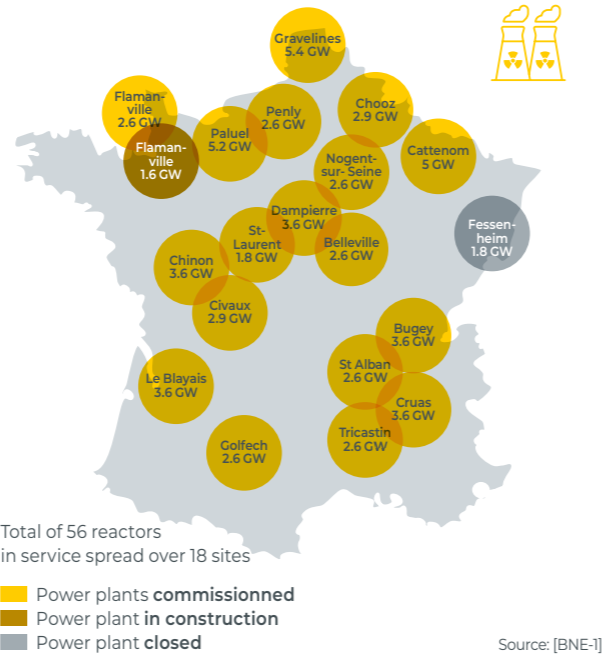 Gravelines
5.4 GW
Flaman-
ville
2.6 GW
Flaman-
ville
1.6 GW
Paluel
5.2 GW
Penly
2.6 GW
Chooz
2.9 GW
Cattenom
5 GW
Nogent-
sur- Seine
2.6 GW
Dampierre
3.6 GW
St-
Laurent
1.8 GW
Belleville
2.6 GW
Fessen-
heim
1.8 GW
Chinon
3.6 GW
Civaux
2.9 GW
Bugey
3.6 GW
St Alban
2.6 GW
Le Blayais
3.6 GW
Cruas
3.6 GW
Tricastin
2.6 GW
Golfech
2.6 GW
Total of 56 reactors
in service spread over 18 sites
Power plants commissionned
Power plant in construction
Power plant closed
Source: [BNE-1]